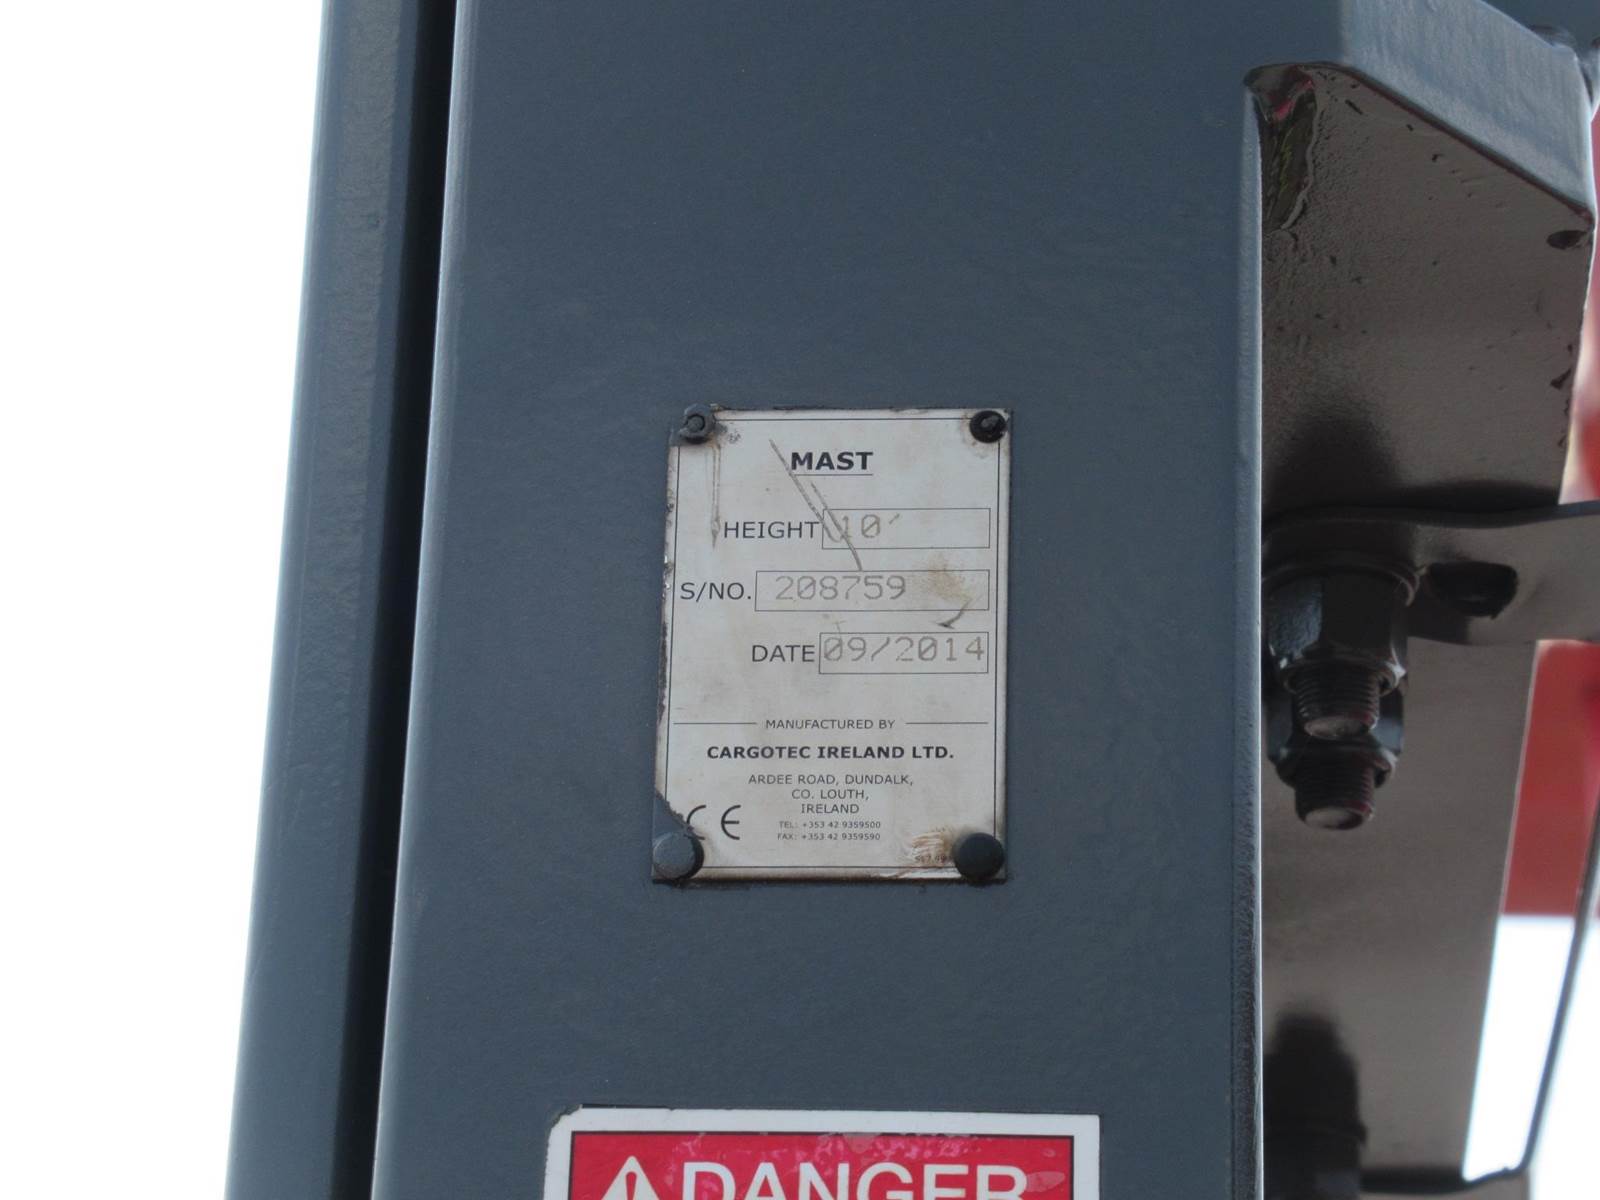 MAST
HEIGHT 10'
S/NO. 208759
DATE 09/2014
MANUFACTURED BY
CARGOTEC IRELAND LTD.
ARDEE ROAD, DUNDALK,
CO. LOUTH,
IRELAND
TEL: +353 42 9359500
FAX: +353 42 9359590
CE
DANGER